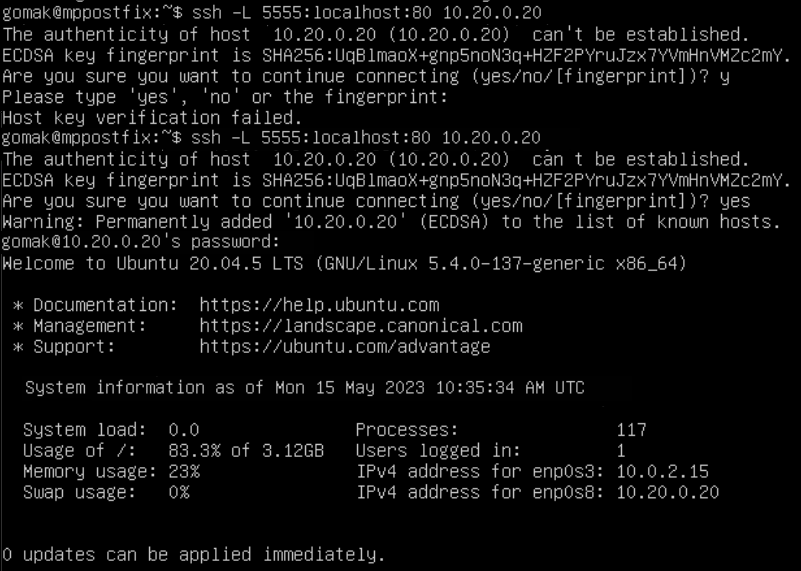 gomak@mppostfix:~$ ssh -L 5555:localhost:80 10.20.0.20
The authenticity of host '10.20.0.20 (10.20.0.20)' can't be established.
ECDSA key fingerprint is SHA256:UqBlmaoX+gnp5noN3q+HZF2PYruJzx7YVmHnVMZc2mY.
Are you sure you want to continue connecting (yes/no/[fingerprint])? y
Please type 'yes', 'no' or the fingerprint:
Host key verification failed.
gomak@mppostfix:~$ ssh -L 5555:localhost:80 10.20.0.20
The authenticity of host '10.20.0.20 (10.20.0.20)' can't be established.
ECDSA key fingerprint is SHA256:UqBlmaoX+gnp5noN3q+HZF2PYruJzx7YVmHnVMZc2mY.
Are you sure you want to continue connecting (yes/no/[fingerprint])? yes
Warning: Permanently added '10.20.0.20' (ECDSA) to the list of known hosts.
gomak@10.20.0.20's password:
Welcome to Ubuntu 20.04.5 LTS (GNU/Linux 5.4.0-137-generic x86_64)
* Documentation: https://help.ubuntu.com
* Management: https://landscape.canonical.com
* Support: https://ubuntu.com/advantage
System information as of Mon 15 May 2023 10:35:34 AM UTC
System load: 0.0 Processes: 117
Usage of /: 83.3% of 3.12GB Users logged in: 1
Memory usage: 23% IPv4 address for enp0s3: 10.0.2.15
Swap usage: 0% IPv4 address for enp0s8: 10.20.0.20
0 updates can be applied immediately.